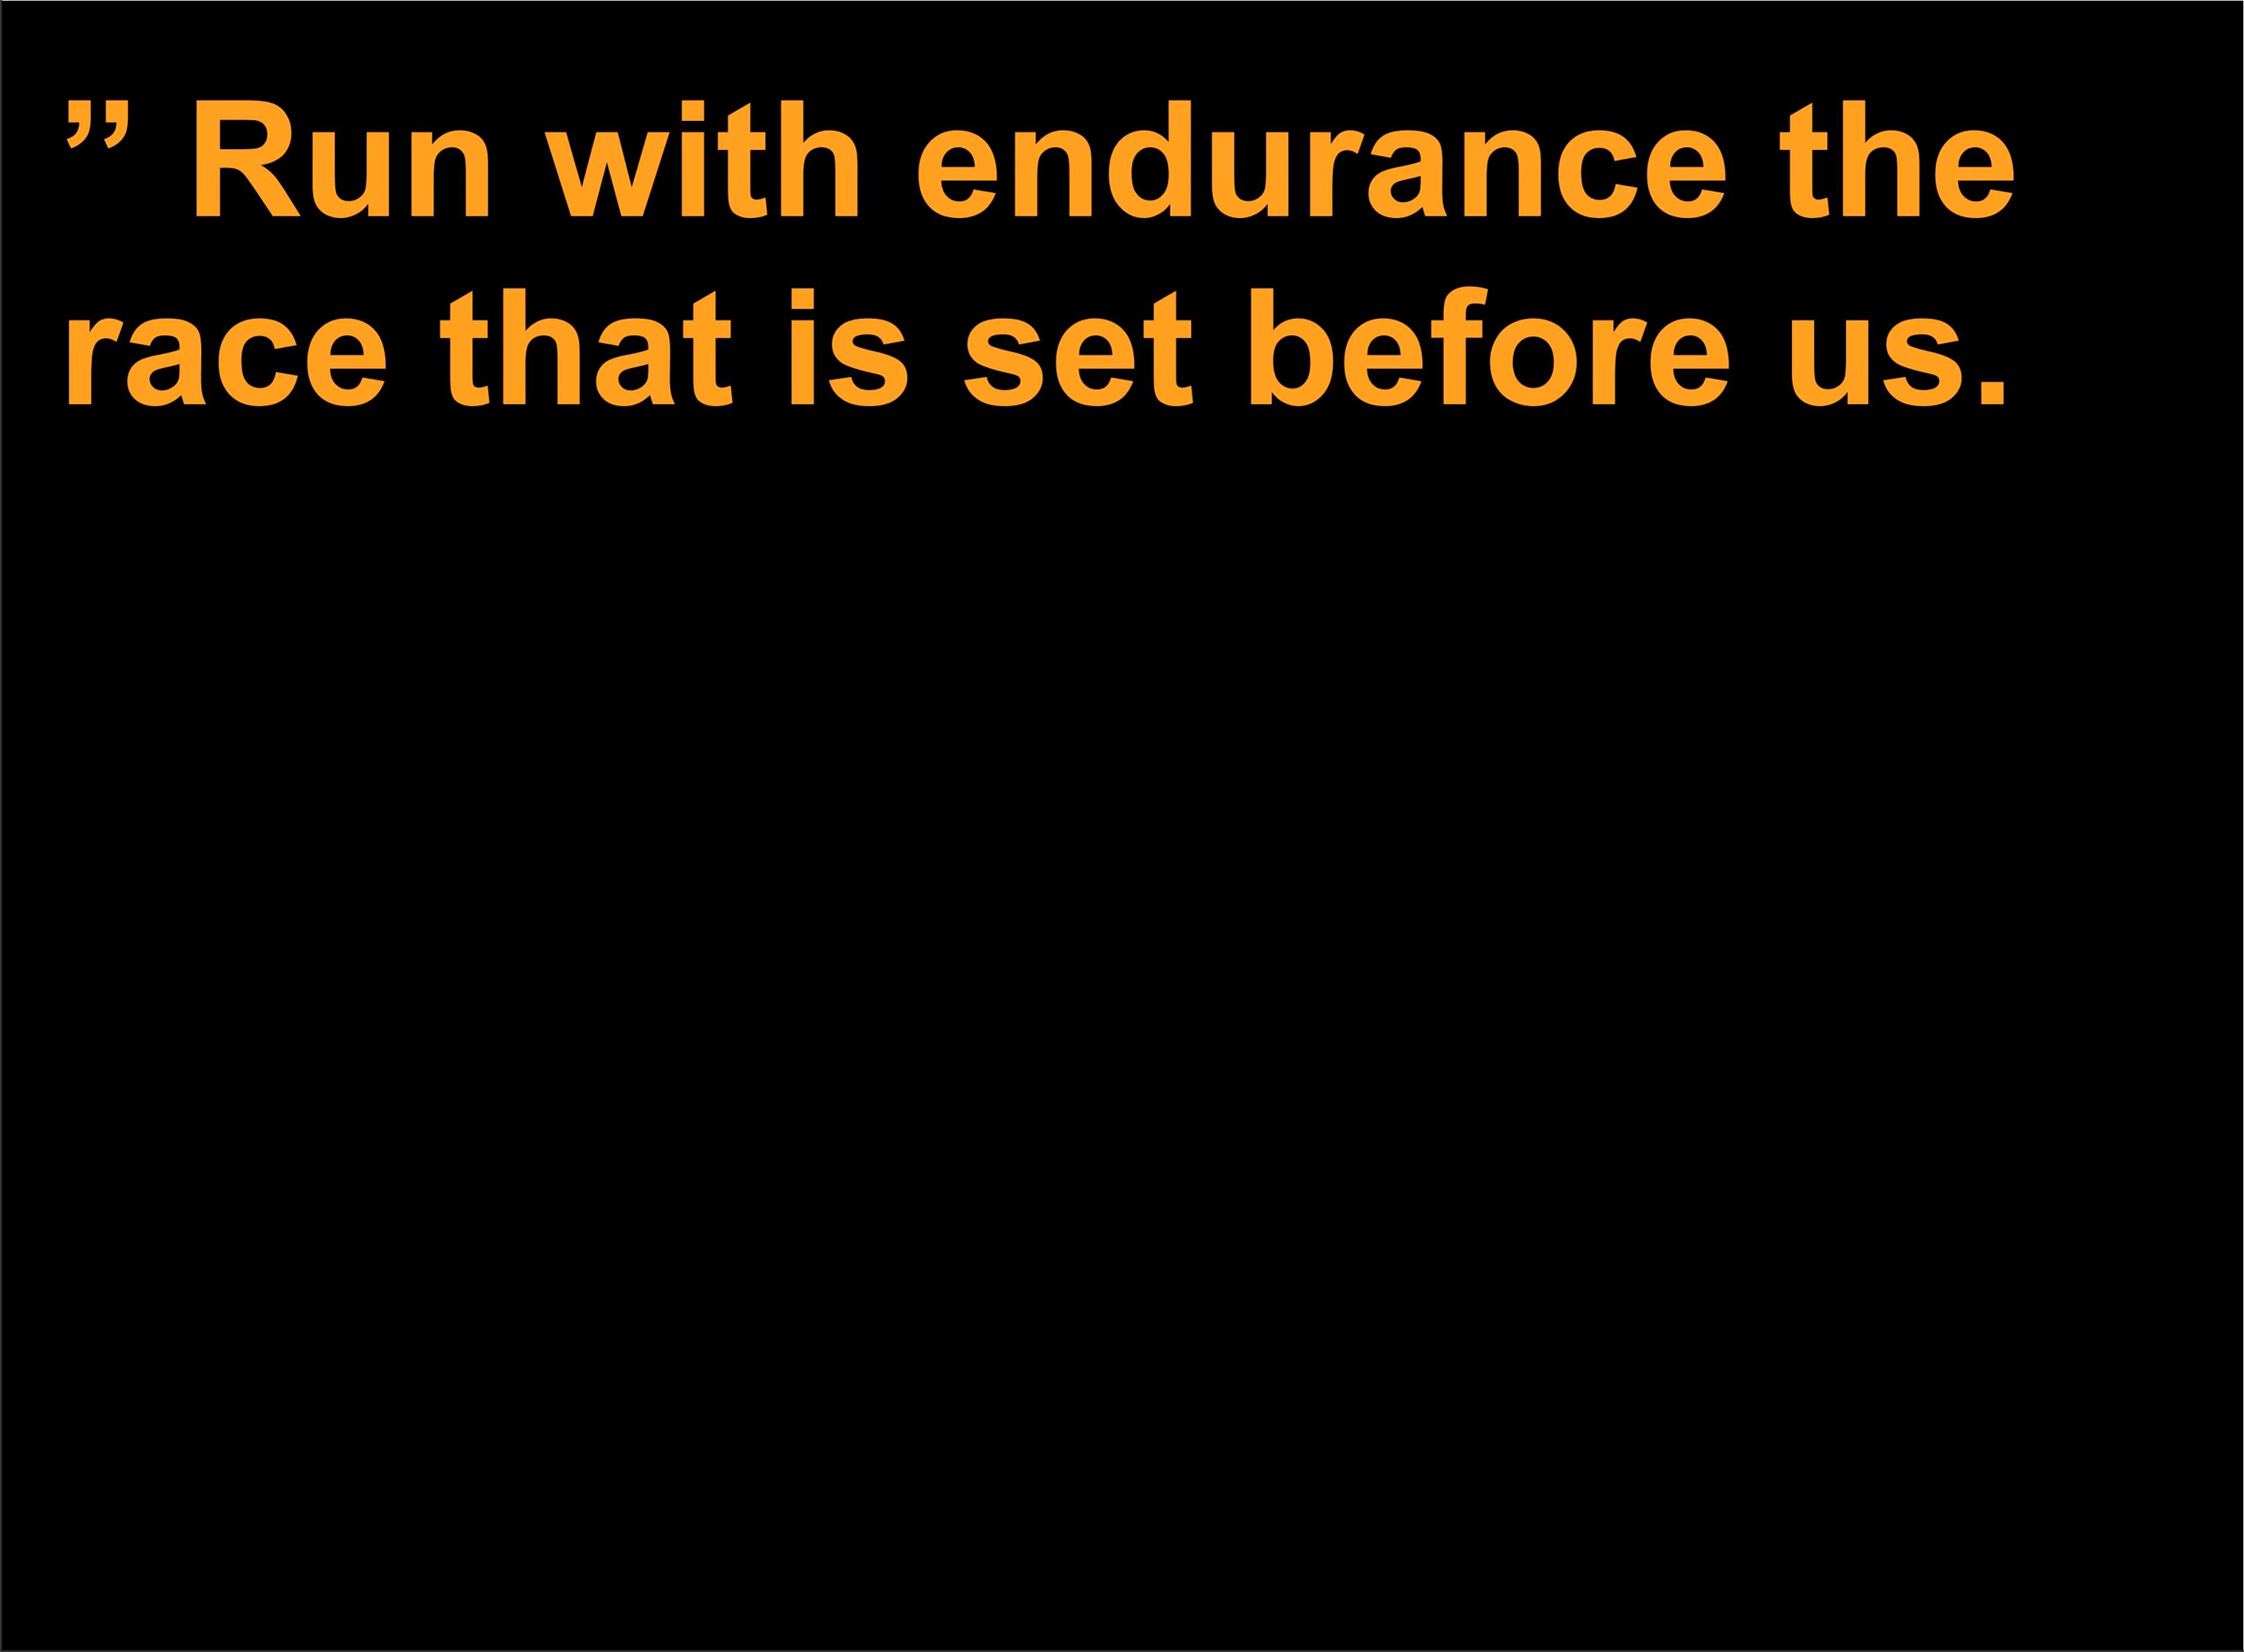 ” Run with endurance the
race that is set before us.